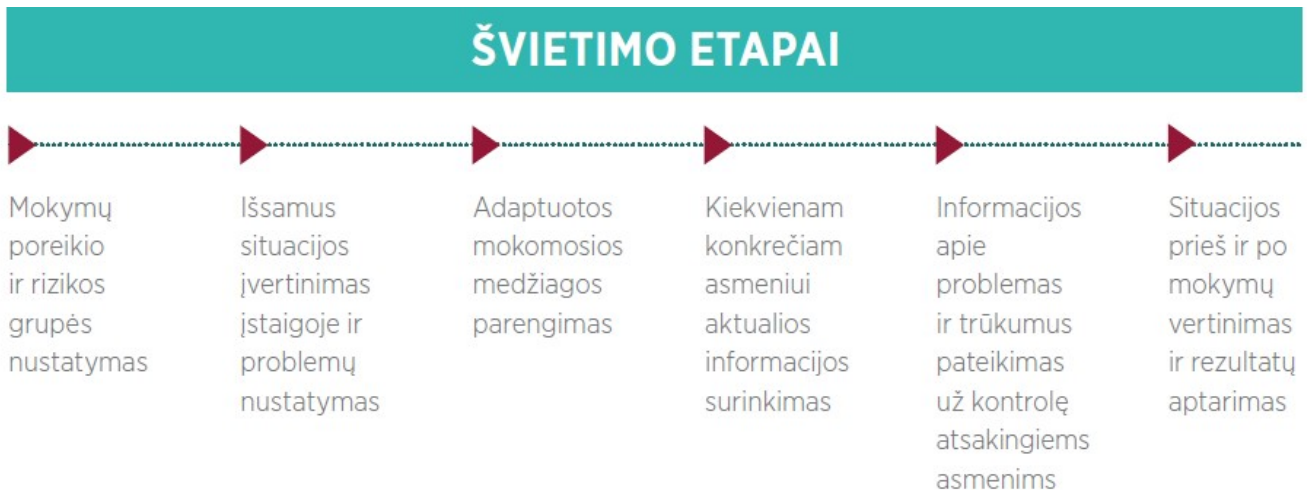 ŠVIETIMO ETAPAI
Mokymų
poreikio
ir rizikos
grupės
nustatymas
Išsamus
situacijos
įvertinimas
įstaigoje ir
problemų
nustatymas
Adaptuotos
mokomosios
medžiagos
parengimas
Kiekvienam
konkrečiam
asmeniui
aktualios
informacijos
surinkimas
Informacijos
apie
problemas
ir trūkumus
pateikimas
už kontrolę
atsakingiems
asmenims
Situacijos
prieš ir po
mokymų
vertinimas
ir rezultatų
aptarimas